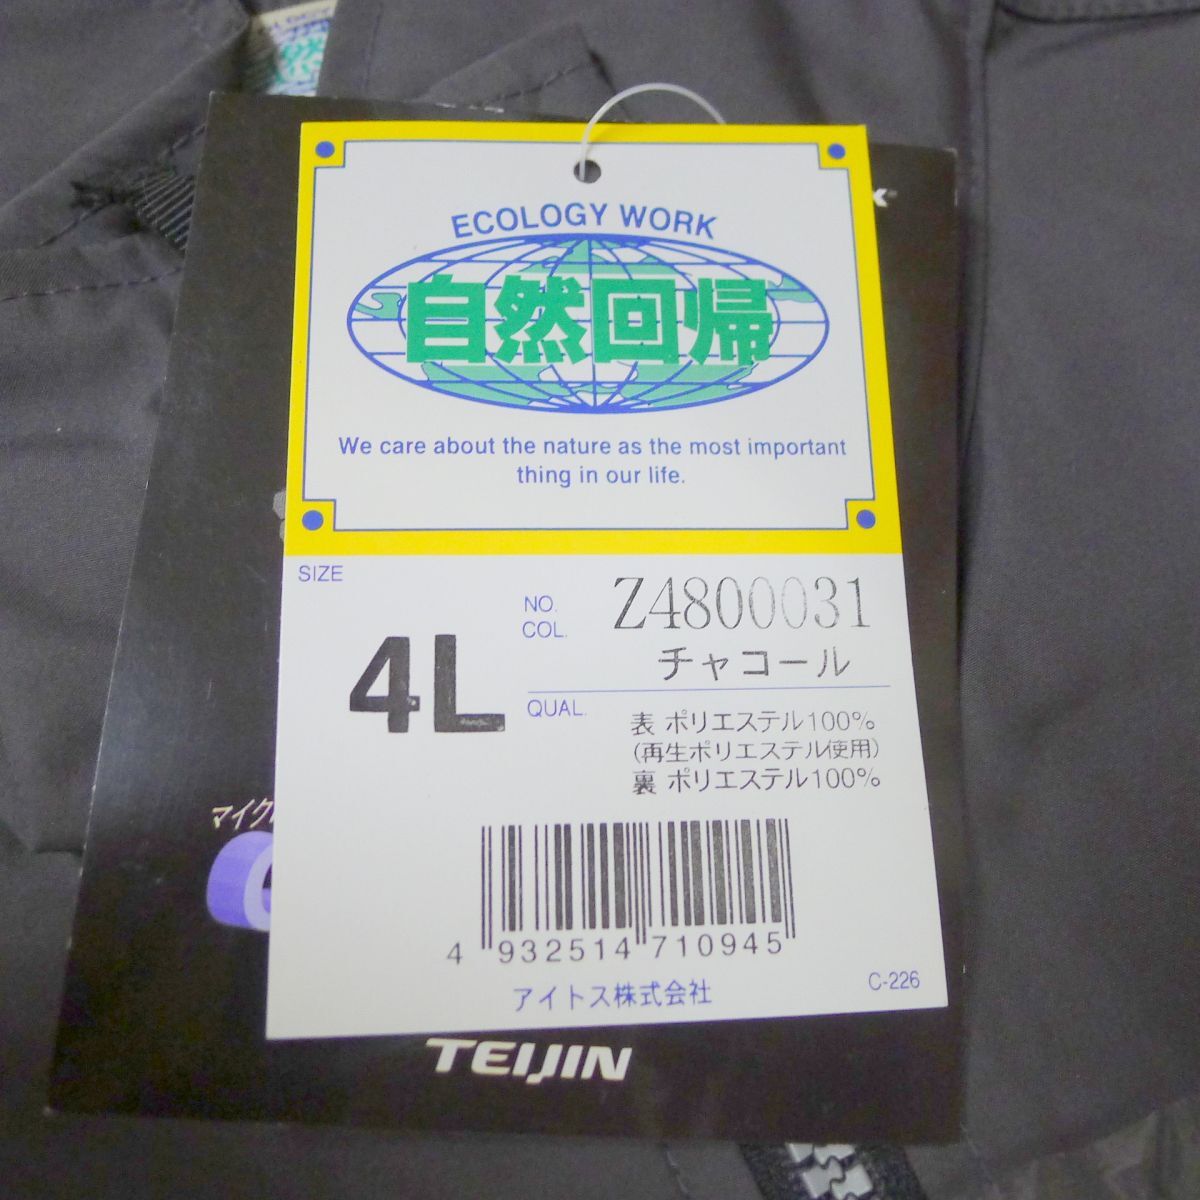 ECOLOGY WORK
自然回帰
We care about the nature as the most important
thing in our life.
SIZE
4L
NO. Z4800031
COL. チャコール
QUAL. 表 ポリエステル100%
(再生ポリエステル使用)
裏 ポリエステル100%
4 932514 710945
アイトス株式会社
C-226
マイク
TEIJIN